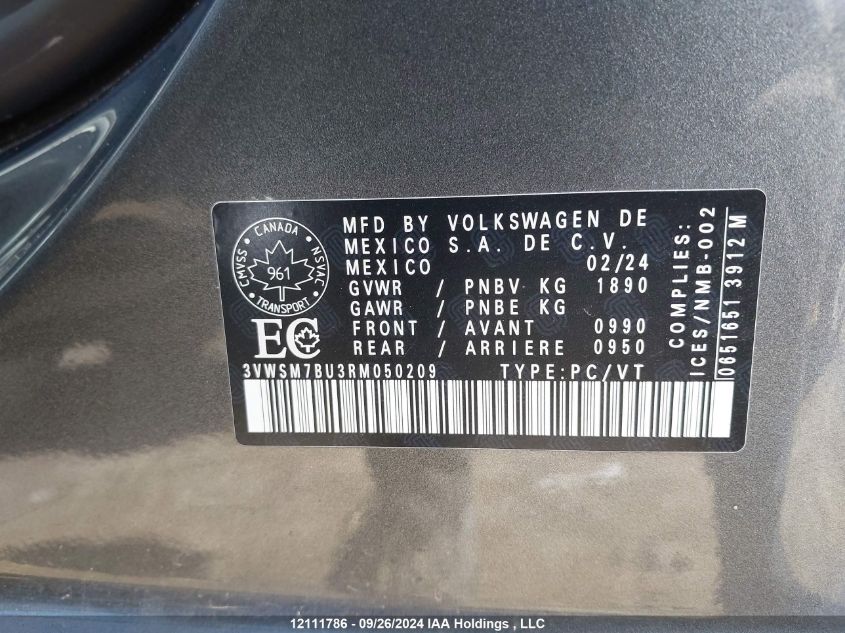 CMVSS CANADA NSVAC
961
TRANSPORT
EC
MFD BY VOLKSWAGEN DE
MEXICO S.A. DE C.V.
MEXICO 02/24
GVWR / PNBV KG 1890
GAWR / PNBE KG
FRONT / AVANT 0990
REAR / ARRIERE 0950
3VWSM7BU3RM050209 TYPE:PC/VT
COMPLIES:
ICES/NMB-002
0651651 3912 M
12111786 - 09/26/2024 IAA Holdings , LLC